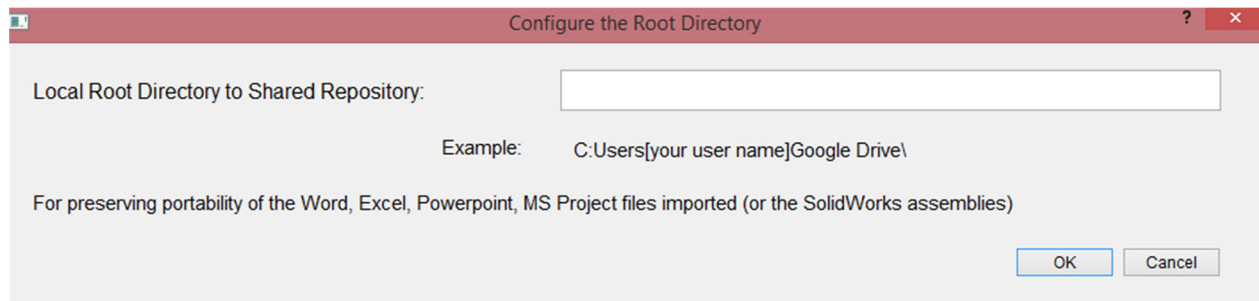 Configure the Root Directory
?
Local Root Directory to Shared Repository:
Example: C:Users[your user name]Google Drive\
For preserving portability of the Word, Excel, Powerpoint, MS Project files imported (or the SolidWorks assemblies)
OK Cancel